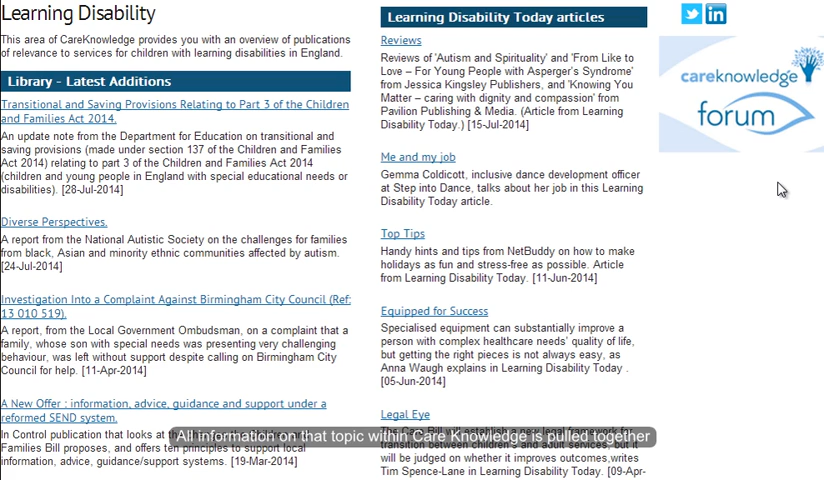 Learning Disability
This area of CareKnowledge provides you with an overview of publications
of relevance to services for children with learning disabilities in England.
Library - Latest Additions
Transitional and Saving Provisions Relating to Part 3 of the Children
and Families Act 2014.
An update note from the Department for Education on transitional and
saving provisions (made under section 137 of the Children and Families
Act 2014) relating to part 3 of the Children and Families Act 2014
(children and young people in England with special educational needs or
disabilities). [28-Jul-2014]
Diverse Perspectives.
A report from the National Autistic Society on the challenges for families
from black, Asian and minority ethnic communities affected by autism.
[24-Jul-2014]
Investigation Into a Complaint Against Birmingham City Council (Ref:
13 010 519).
A report, from the Local Government Ombudsman, on a complaint that a
family, whose son with special needs was presenting very challenging
behaviour, was left without support despite calling on Birmingham City
Council for help. [11-Apr-2014]
A New Offer : information, advice, guidance and support under a
reformed SEND system.
In Control publication that looks at
Families Bill proposes, and offers ten principles to support local
information, advice, guidance/support systems. [19-Mar-2014]
Learning Disability Today articles
Reviews
Reviews of 'Autism and Spirituality' and 'From Like to
Love – For Young People with Asperger's Syndrome'
from Jessica Kingsley Publishers, and 'Knowing You
Matter – caring with dignity and compassion' from
Pavilion Publishing & Media. (Article from Learning
Disability Today.) [15-Jul-2014]
Me and my job
Gemma Coldicott, inclusive dance development officer
at Step into Dance, talks about her job in this Learning
Disability Today article.
Top Tips
Handy hints and tips from NetBuddy on how to make
holidays as fun and stress-free as possible. Article
from Learning Disability Today. [11-Jun-2014]
Equipped for Success
Specialised equipment can substantially improve a
person with complex healthcare needs' quality of life,
but getting the right pieces is not always easy, as
Anna Waugh explains in Learning Disability Today .
[05-Jun-2014]
Legal Eye
The Care Bill will establish a new legal framework for
transition between children's and adult services, but it
will be judged on whether it improves outcomes,writes
Tim Spence-Lane in Learning Disability Today. [09-Apr-
in
careknowledge
forum
All information on that topic within Care Knowledge is pulled together